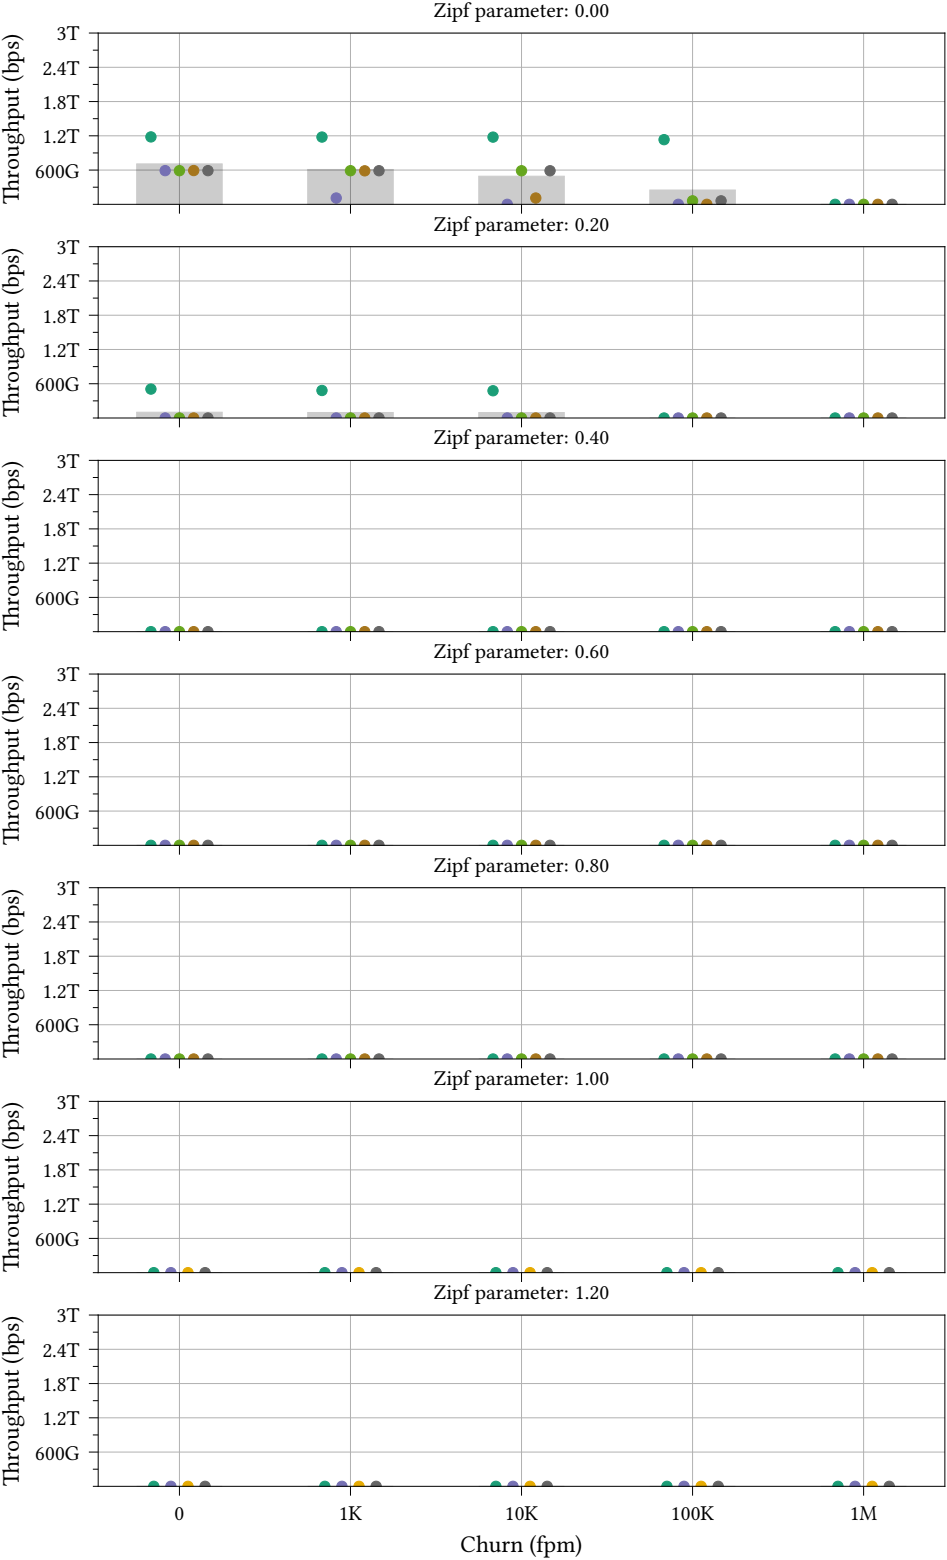 Zipf parameter: 0.00
Throughput (bps)
3T
2.4T
1.8T
1.2T
600G
Zipf parameter: 0.20
Throughput (bps)
3T
2.4T
1.8T
1.2T
600G
Zipf parameter: 0.40
Throughput (bps)
3T
2.4T
1.8T
1.2T
600G
Zipf parameter: 0.60
Throughput (bps)
3T
2.4T
1.8T
1.2T
600G
Zipf parameter: 0.80
Throughput (bps)
3T
2.4T
1.8T
1.2T
600G
Zipf parameter: 1.00
Throughput (bps)
3T
2.4T
1.8T
1.2T
600G
Zipf parameter: 1.20
Throughput (bps)
3T
2.4T
1.8T
1.2T
600G
0 1K 10K 100K 1M
Churn (fpm)